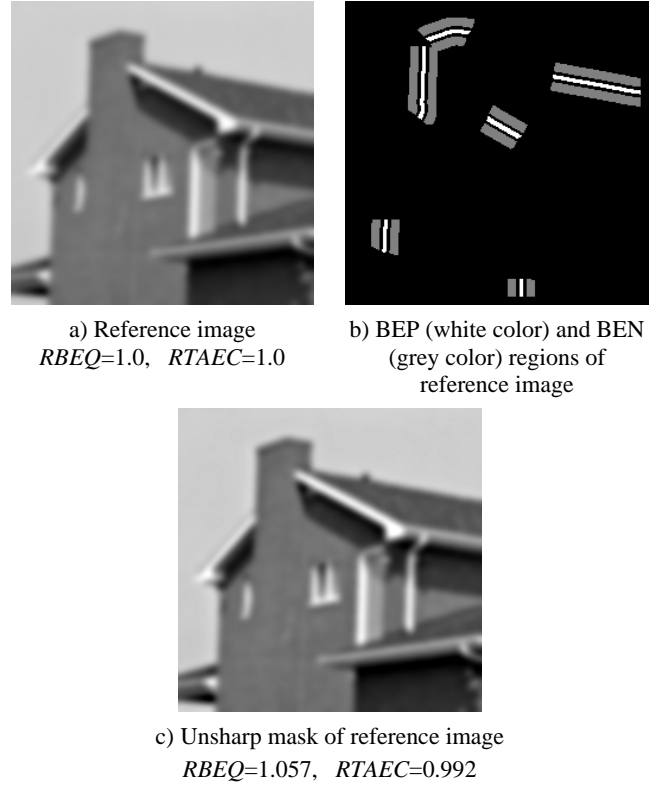 a) Reference image
RBEQ=1.0, RTAEC=1.0
b) BEP (white color) and BEN
(grey color) regions of
reference image
c) Unsharp mask of reference image
RBEQ=1.057, RTAEC=0.992